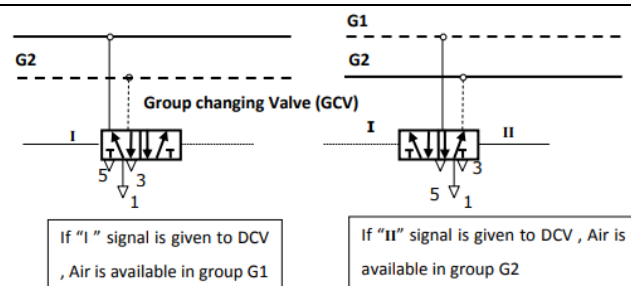 G1
G2
G2
Group changing Valve (GCV)
I
I
II
5
3
1
5
3
1
If "I " signal is given to DCV
, Air is available in group G1
If "II" signal is given to DCV , Air is
available in group G2